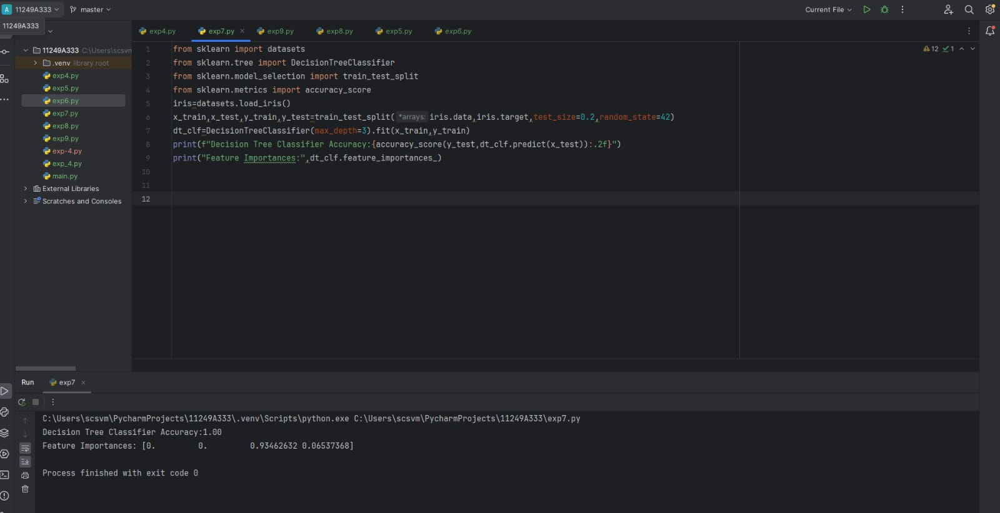 A 11249A333 master Current File
11249A333
exp4.py exp7.py exp9.py exp8.py exp5.py exp6.py
11249A333 C:\Users\scsvm
.venv library root
exp4.py
exp5.py
exp6.py
exp7.py
exp8.py
exp9.py
exp-4.py
exp_4.py
main.py
External Libraries
Scratches and Consoles
12 1
1 from sklearn import datasets
2 from sklearn.tree import DecisionTreeClassifier
3 from sklearn.model_selection import train_test_split
4 from sklearn.metrics import accuracy_score
5 iris=datasets.load_iris()
6 x_train,x_test,y_train,y_test=train_test_split( *arrays: iris.data,iris.target,test_size=0.2,random_state=42)
7 dt_clf=DecisionTreeClassifier(max_depth=3).fit(x_train,y_train)
8 print(f"Decision Tree Classifier Accuracy:{accuracy_score(y_test,dt_clf.predict(x_test)):.2f}")
9 print("Feature Importances:",dt_clf.feature_importances_)
10
11
12
Run exp7
C:\Users\scsvm\PycharmProjects\11249A333\.venv\Scripts\python.exe C:\Users\scsvm\PycharmProjects\11249A333\exp7.py
Decision Tree Classifier Accuracy:1.00
Feature Importances: [0. 0. 0.93462632 0.06537368]
Process finished with exit code 0